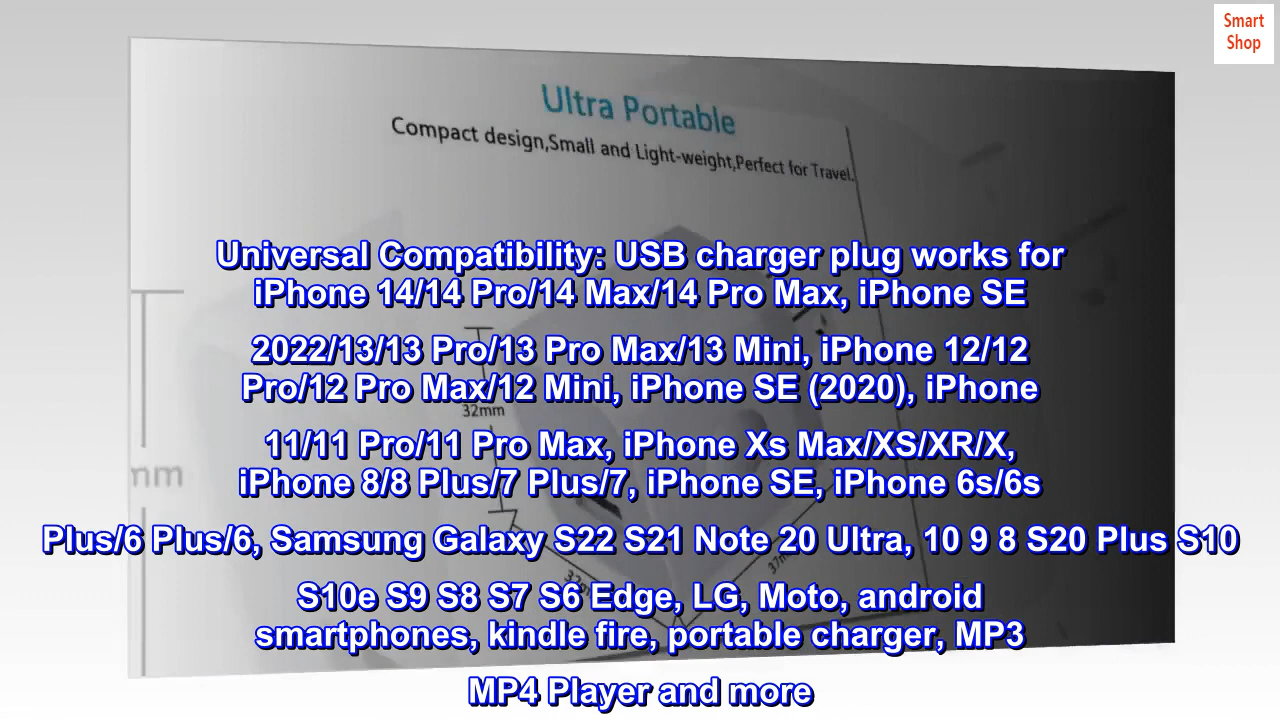 Smart
Shop
Ultra Portable
Compact design,Small and Light-weight,Perfect for Travel.
Universal Compatibility: USB charger plug works for
iPhone 14/14 Pro/14 Max/14 Pro Max, iPhone SE
2022/13/13 Pro/13 Pro Max/13 Mini, iPhone 12/12
Pro/12 Pro Max/12 Mini, iPhone SE (2020), iPhone
32mm
11/11 Pro/11 Pro Max, iPhone Xs Max/XS/XR/X,
mm
iPhone 8/8 Plus/7 Plus/7, iPhone SE, iPhone 6s/6s
Plus/6 Plus/6, Samsung Galaxy S22 S21 Note 20 Ultra, 10 9 8 S20 Plus S10
S10e S9 S8 S7 S6 Edge, LG, Moto, android
smartphones, kindle fire, portable charger, MP3
MP4 Player and more